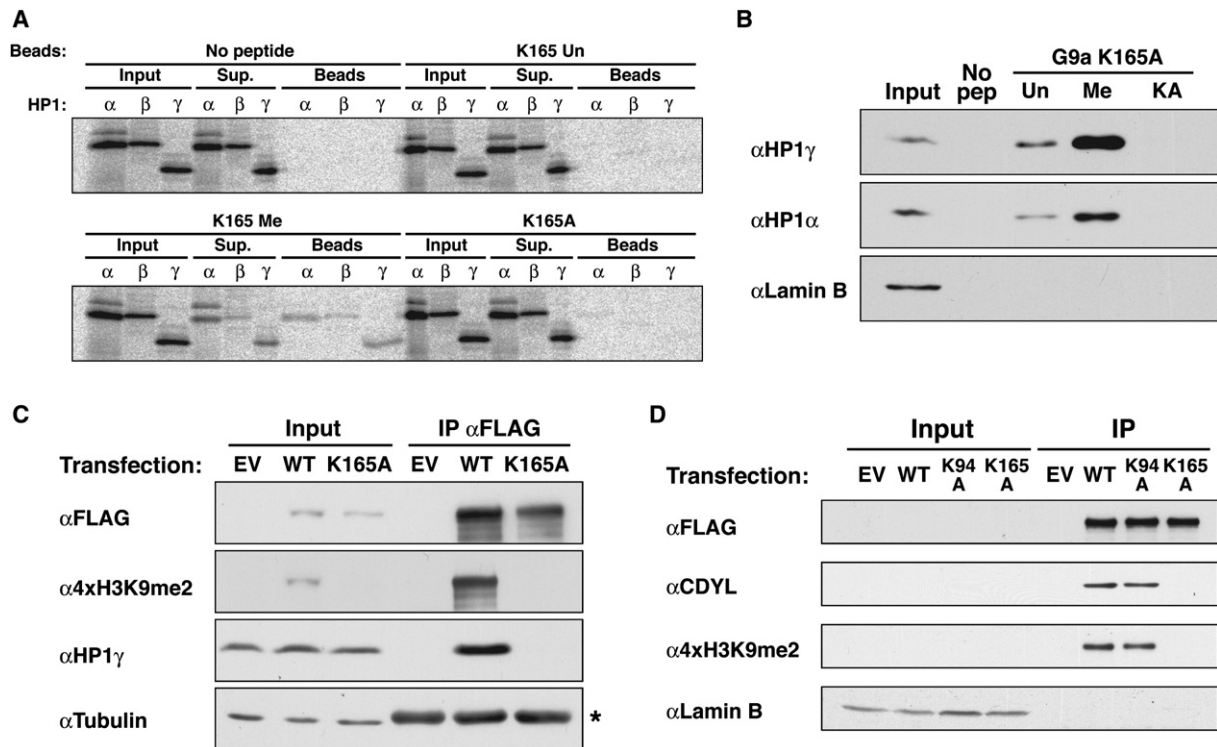 A
Beads: No peptide K165 Un
Input Sup. Beads Input Sup. Beads
HP1: α β γ α β γ α β γ α β γ α β γ α β γ
K165 Me K165A
Input Sup. Beads Input Sup. Beads
α β γ α β γ α β γ α β γ α β γ α β γ
B
G9a K165A
Input No pep Un Me KA
αHP1γ
αHP1α
αLamin B
C
Input IP αFLAG
Transfection: EV WT K165A EV WT K165A
αFLAG
α4xH3K9me2
αHP1γ
αTubulin *
D
Input IP
Transfection: EV WT K94 A K165 A EV WT K94 A K165 A
αFLAG
αCDYL
α4xH3K9me2
αLamin B